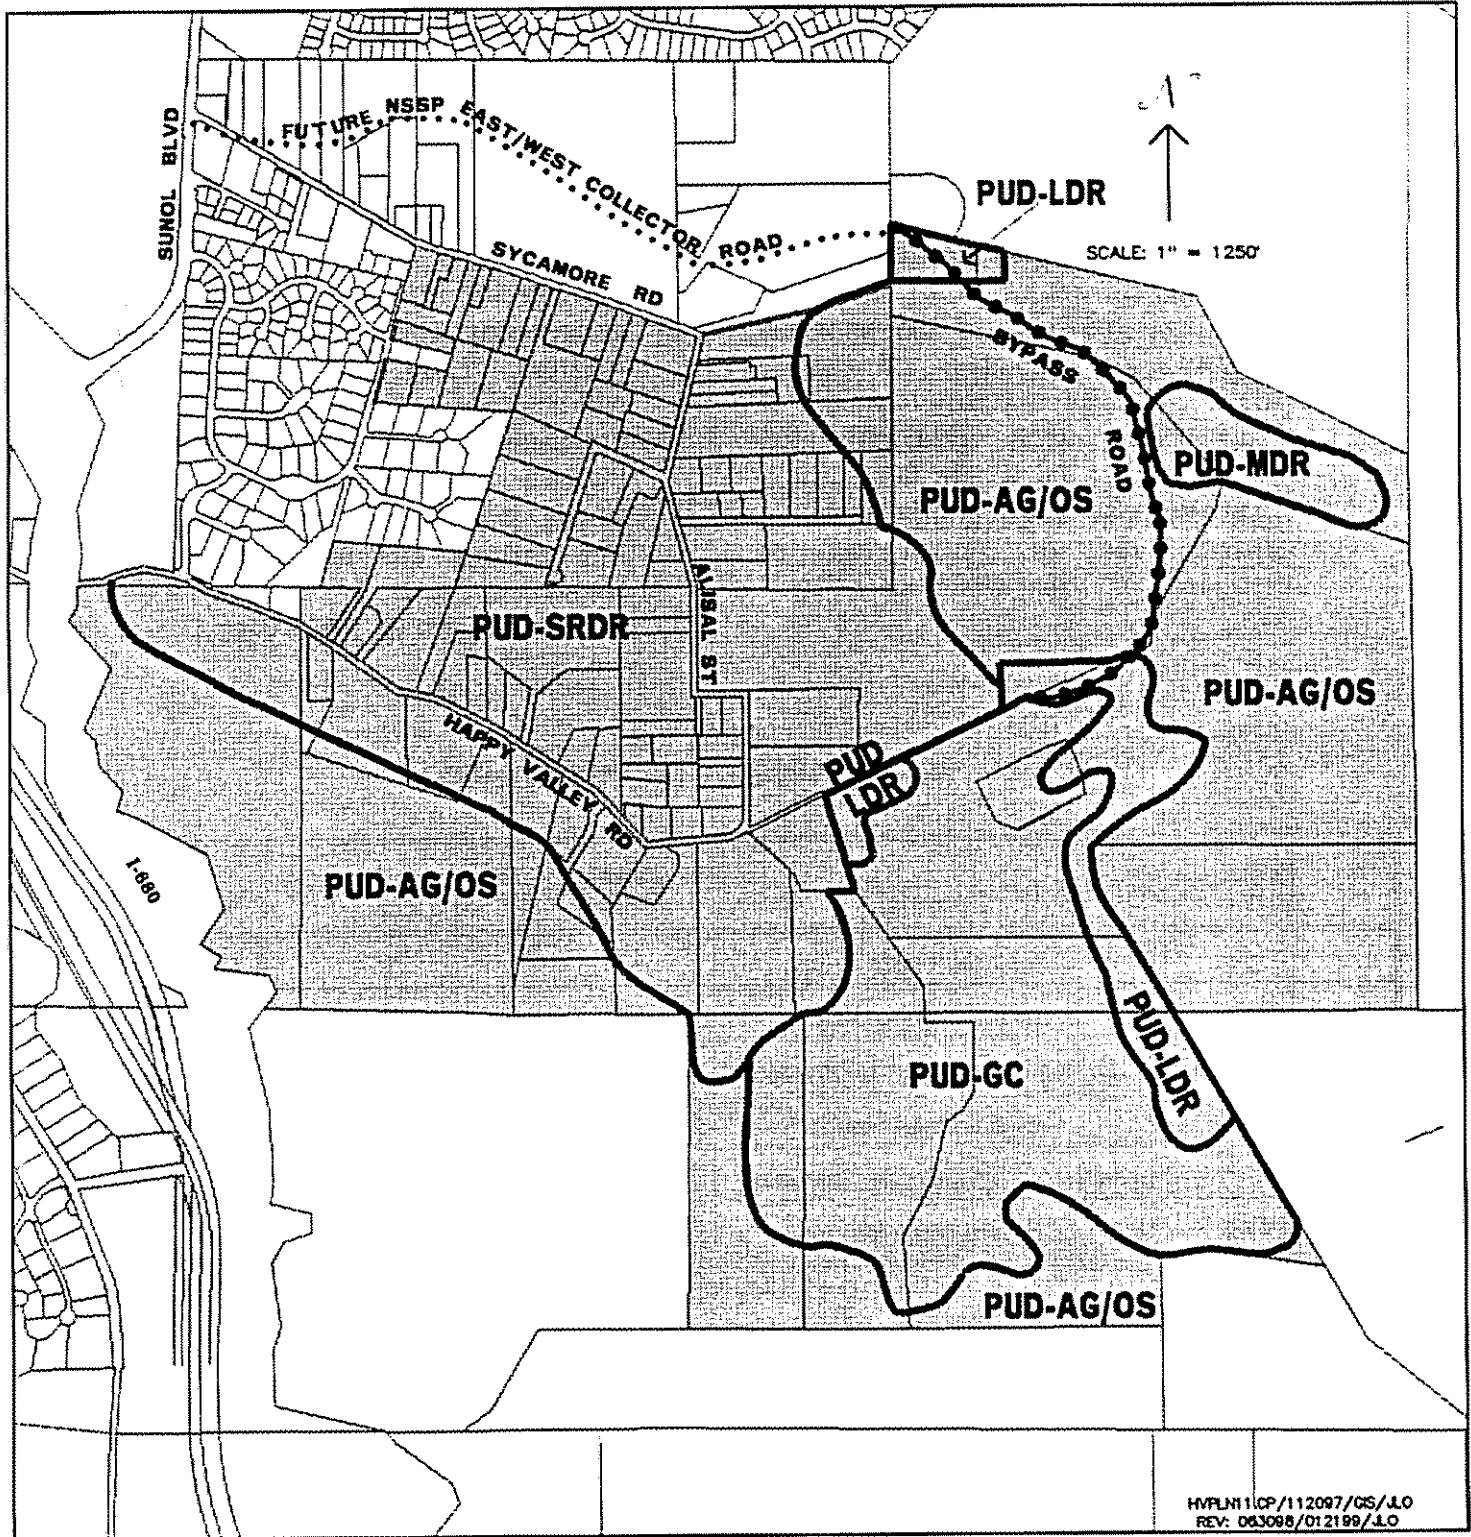 SUNOL BLVD
FUTURE NSSP EAST/WEST COLLECTOR ROAD
SYCAMORE RD
PUD-LDR
SCALE: 1" = 1250'
BYPASS ROAD
PUD-MDR
PUD-AG/OS
PUD-SRDR
ALISAL ST
PUD-AG/OS
HAPPY VALLEY RD
PUD
LDR
I-680
PUD-AG/OS
PUD-LDR
PUD-GC
PUD-AG/OS
HVPLN11.CP/112097/GIS/JLO
REV: 063098/012199/JLO